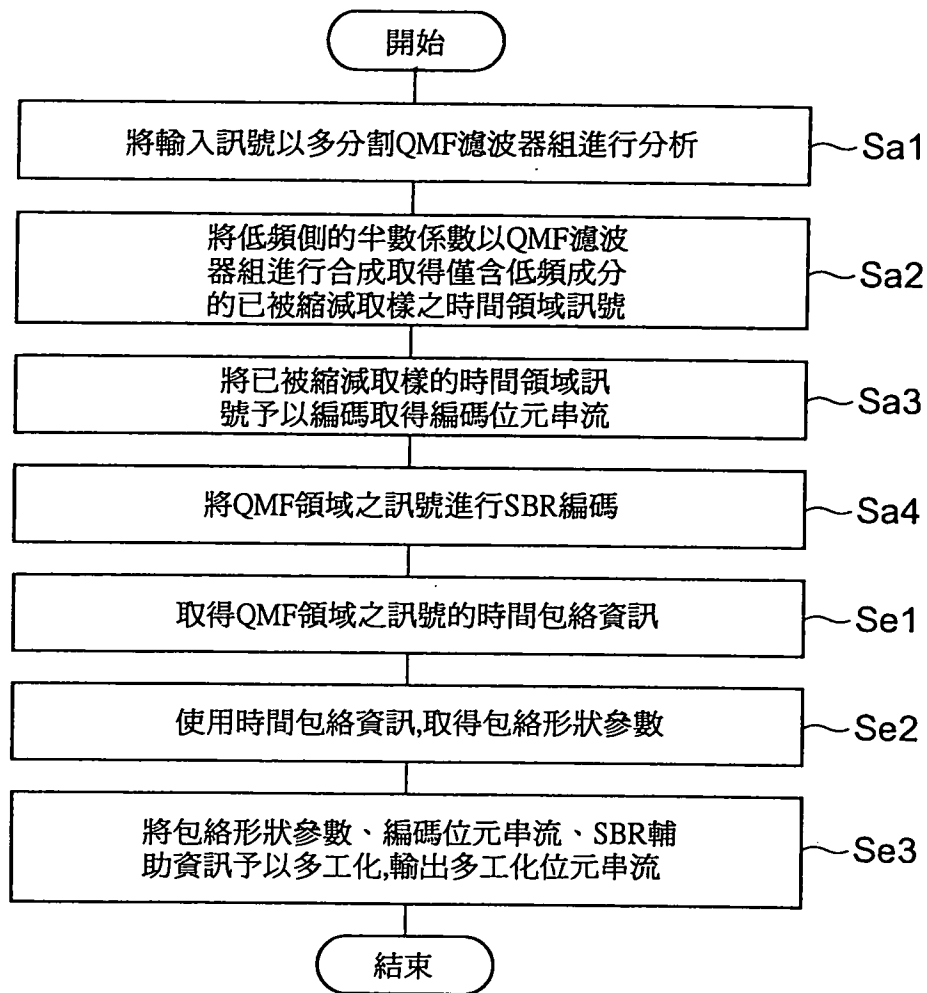 開始
將輸入訊號以多分割QMF濾波器組進行分析
Sa1
將低頻側的半數係數以QMF濾波
器組進行合成取得僅含低頻成分
的已被縮減取樣之時間領域訊號
Sa2
將已被縮減取樣的時間領域訊
號予以編碼取得編碼位元串流
Sa3
將QMF領域之訊號進行SBR編碼
Sa4
取得QMF領域之訊號的時間包絡資訊
Se1
使用時間包絡資訊,取得包絡形狀參數
Se2
將包絡形狀參數、編碼位元串流、SBR輔
助資訊予以多工化,輸出多工化位元串流
Se3
結束